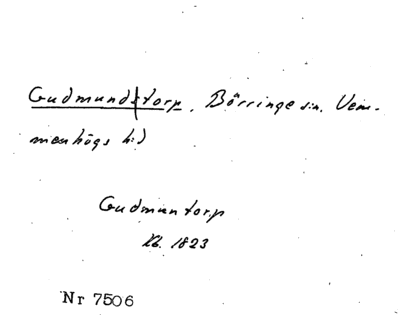 Gudmundstorp, Börringe sn. Vem-
menhögs hd
Gudmuntorp
Kb. 1823
Nr 7506